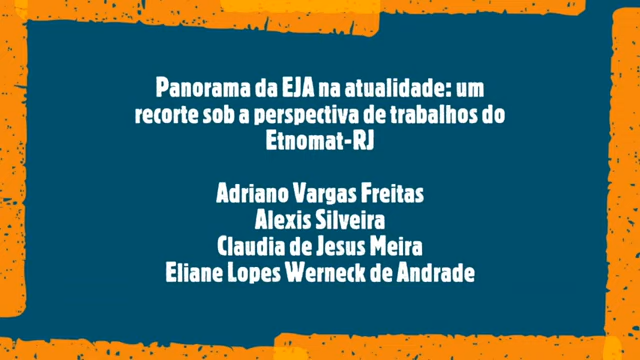 Panorama da EJA na atualidade: um
recorte sob a perspectiva de trabalhos do
Etnomat-RJ
Adriano Vargas Freitas
Alexis Silveira
Claudia de Jesus Meira
Eliane Lopes Werneck de Andrade